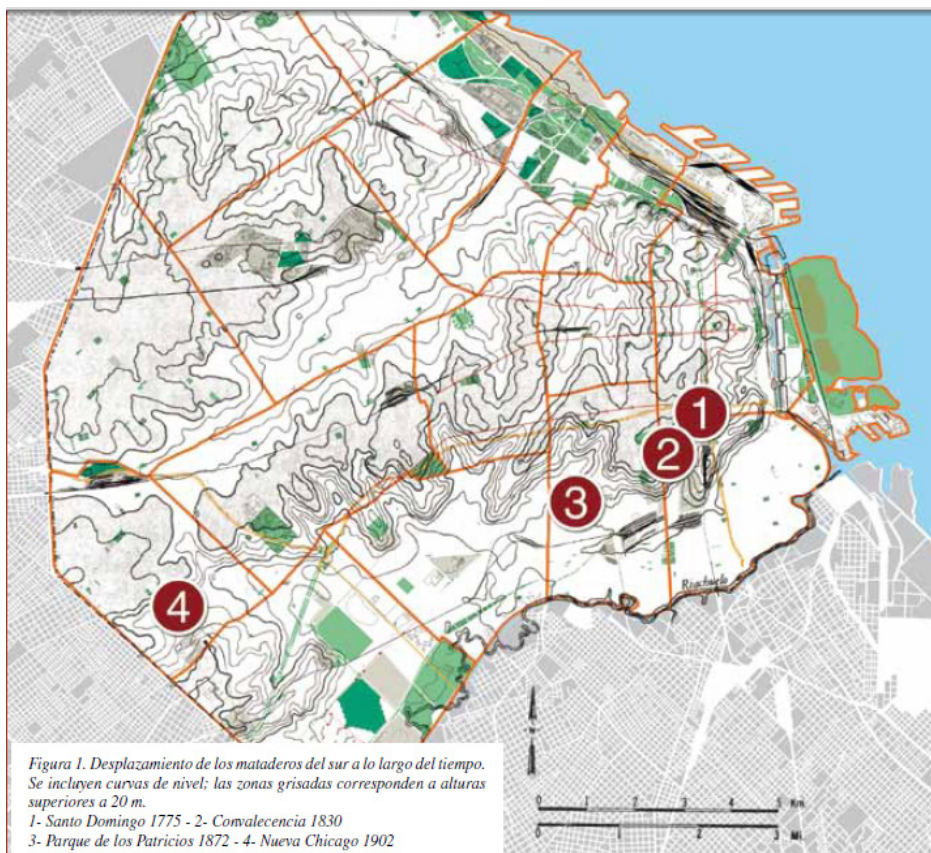 1
2
3
4
Riachuelo
N
0 1 2 3 4 5 Km
0 1 2 3 Mi
Figura 1. Desplazamiento de los mataderos del sur a lo largo del tiempo.
Se incluyen curvas de nivel; las zonas grisadas corresponden a alturas
superiores a 20 m.
1- Santo Domingo 1775 - 2- Convalecencia 1830
3- Parque de los Patricios 1872 - 4- Nueva Chicago 1902